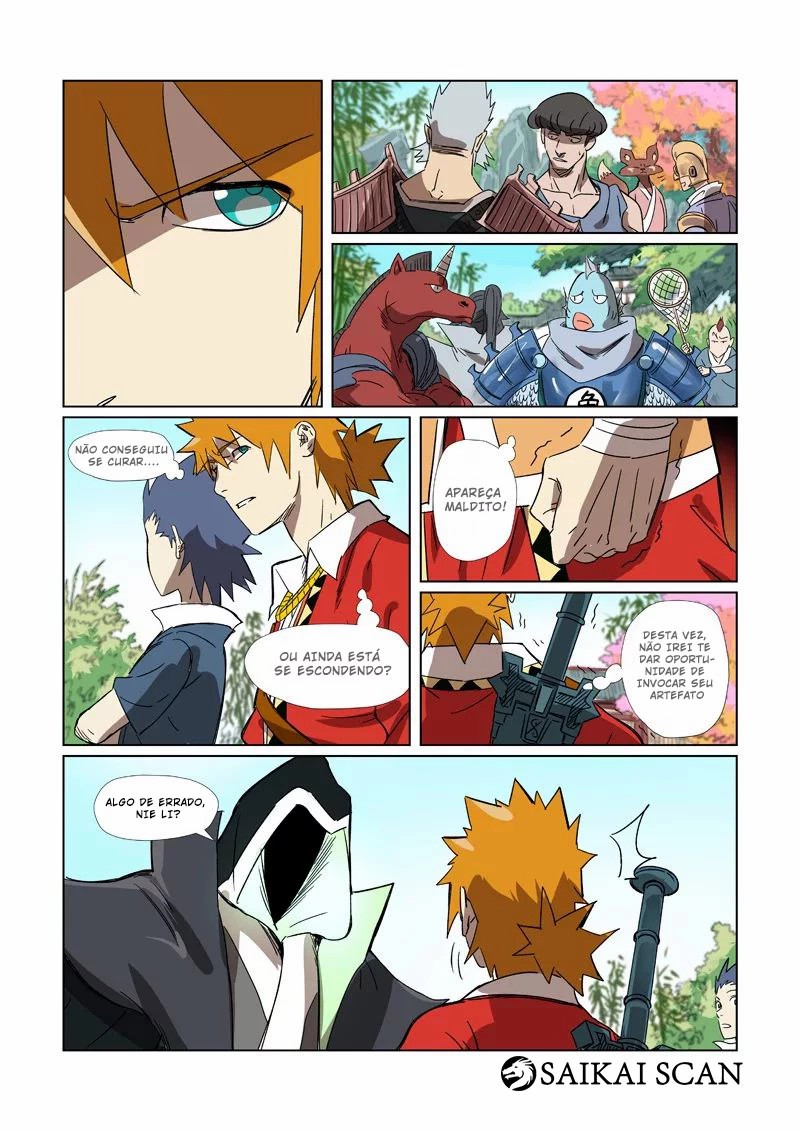 NÃO CONSEGUIU
SE CURAR....
OU AINDA ESTÁ
SE ESCONDENDO?
APAREÇA
MALDITO!
DESTA VEZ,
NÃO IREI TE
DAR OPORTU-
NIDADE DE
INVOCAR SEU
ARTEFATO
ALGO DE ERRADO,
NIE LI?
SAIKAI SCAN